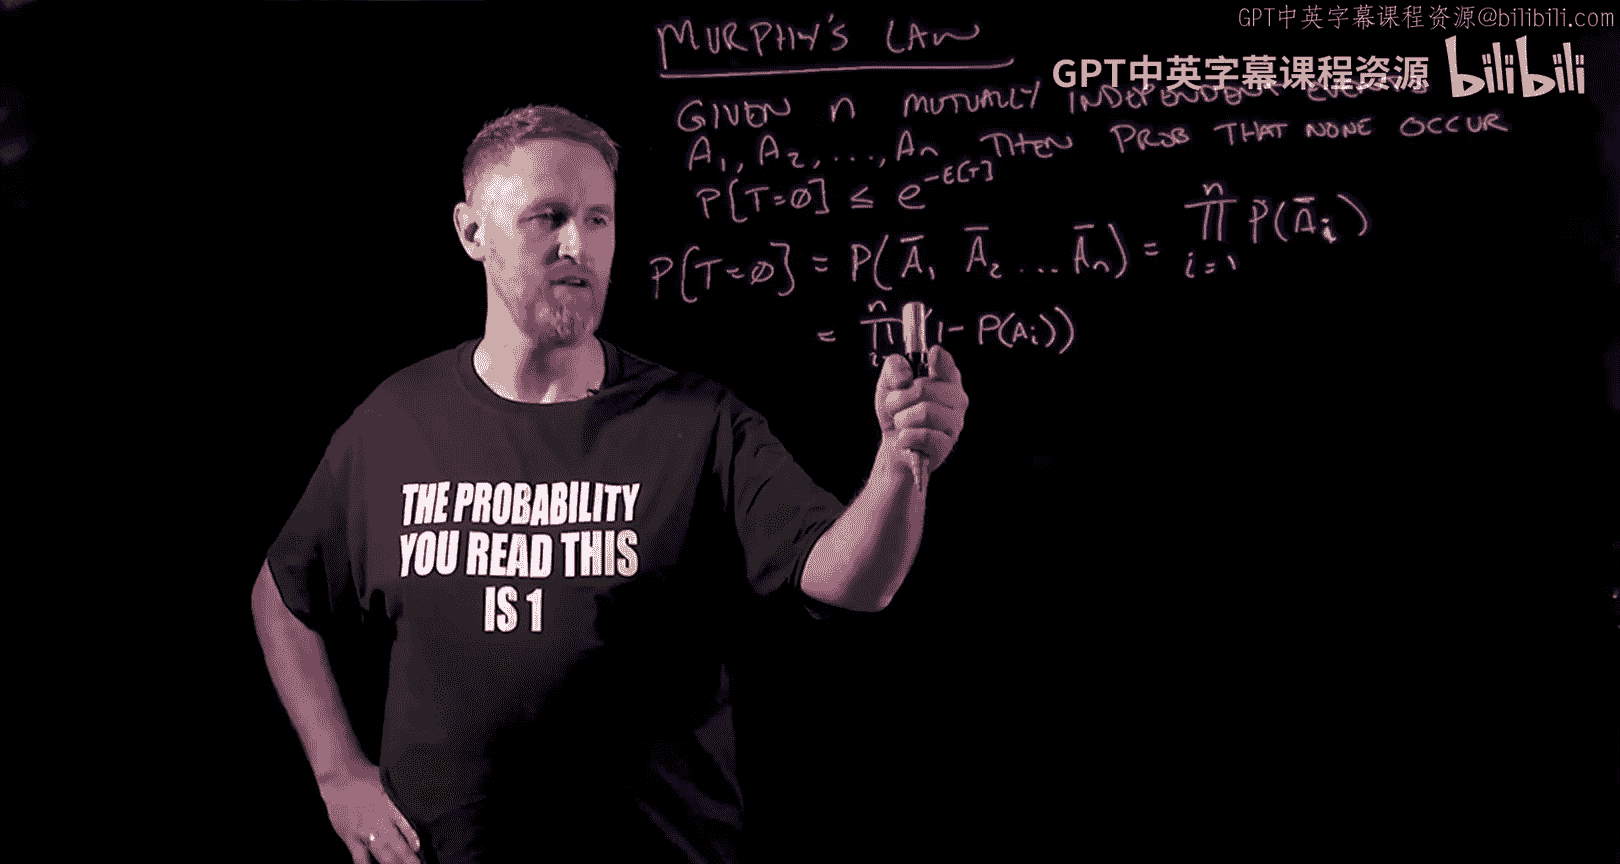 GPT中英字幕课程资源@bilibili.com
GPT中英字幕课程资源 bilibili
MURPHY'S LAW
GIVEN n MUTUALLY INDEPENDENT
A₁, A₂, ..., Aₙ THEN PROB THAT NONE OCCUR
P[T=∅] ≤ e^{-E[T]}
P[T=∅] = P(Ā₁ Ā₂ ... Āₙ) = ∏_{i=1}^{n} P(Āᵢ)
= ∏ⁿ (1 - P(Aᵢ))
THE PROBABILITY
YOU READ THIS
IS 1